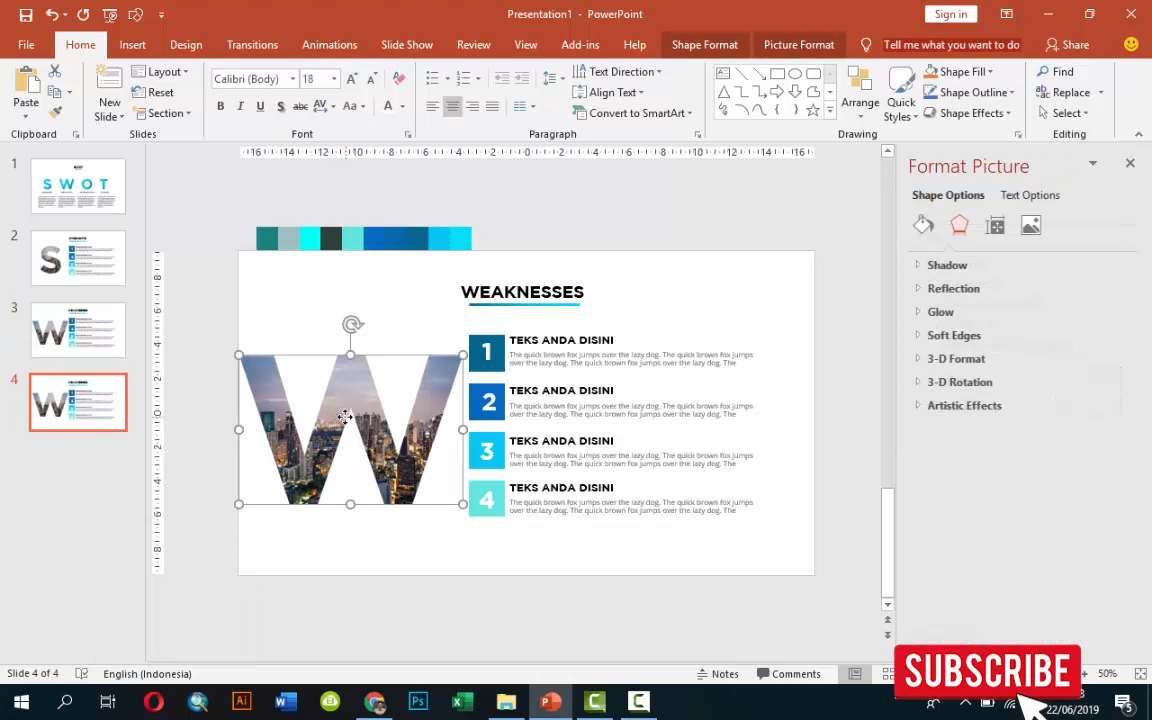 Presentation1 - PowerPoint
Sign in
File Home Insert Design Transitions Animations Slide Show Review View Add-ins Help Shape Format Picture Format Tell me what you want to do Share
Paste
Clipboard
New Slide
Layout
Reset
Section
Slides
Calibri (Body) 18
B I U S abc AV Aa A
Font
Text Direction
Align Text
Convert to SmartArt
Paragraph
Arrange
Quick Styles
Shape Fill
Shape Outline
Shape Effects
Drawing
Find
Replace
Select
Editing
1
SWOT
2
3
4
WEAKNESSES
W
1
TEKS ANDA DISINI
The quick brown fox jumps over the lazy dog. The quick brown fox jumps
over the lazy dog. The quick brown fox jumps over the lazy dog. The
2
TEKS ANDA DISINI
The quick brown fox jumps over the lazy dog. The quick brown fox jumps
over the lazy dog. The quick brown fox jumps over the lazy dog. The
3
TEKS ANDA DISINI
The quick brown fox jumps over the lazy dog. The quick brown fox jumps
over the lazy dog. The quick brown fox jumps over the lazy dog. The
4
TEKS ANDA DISINI
The quick brown fox jumps over the lazy dog. The quick brown fox jumps
over the lazy dog. The quick brown fox jumps over the lazy dog. The
Format Picture
Shape Options Text Options
Shadow
Reflection
Glow
Soft Edges
3-D Format
3-D Rotation
Artistic Effects
SUBSCRIBE
Slide 4 of 4 English (Indonesia) Notes Comments 50%
22/06/2019